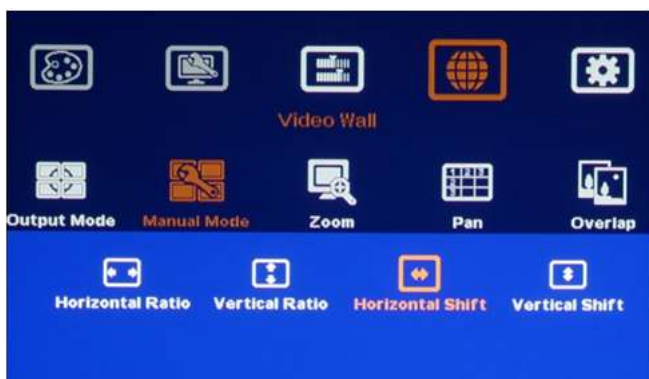 Video Wall
Output Mode
Manual Mode
Zoom
Pan
Overlap
Horizontal Ratio
Vertical Ratio
Horizontal Shift
Vertical Shift